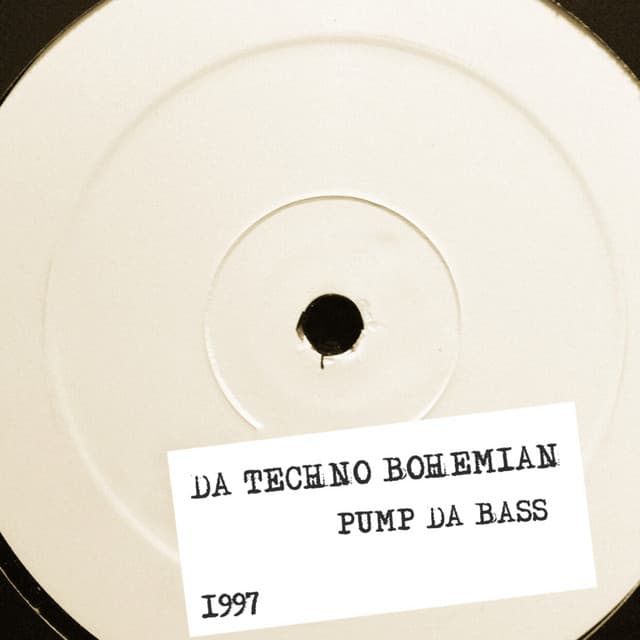 DA TECHNO BOHEMIAN
PUMP DA BASS
1997